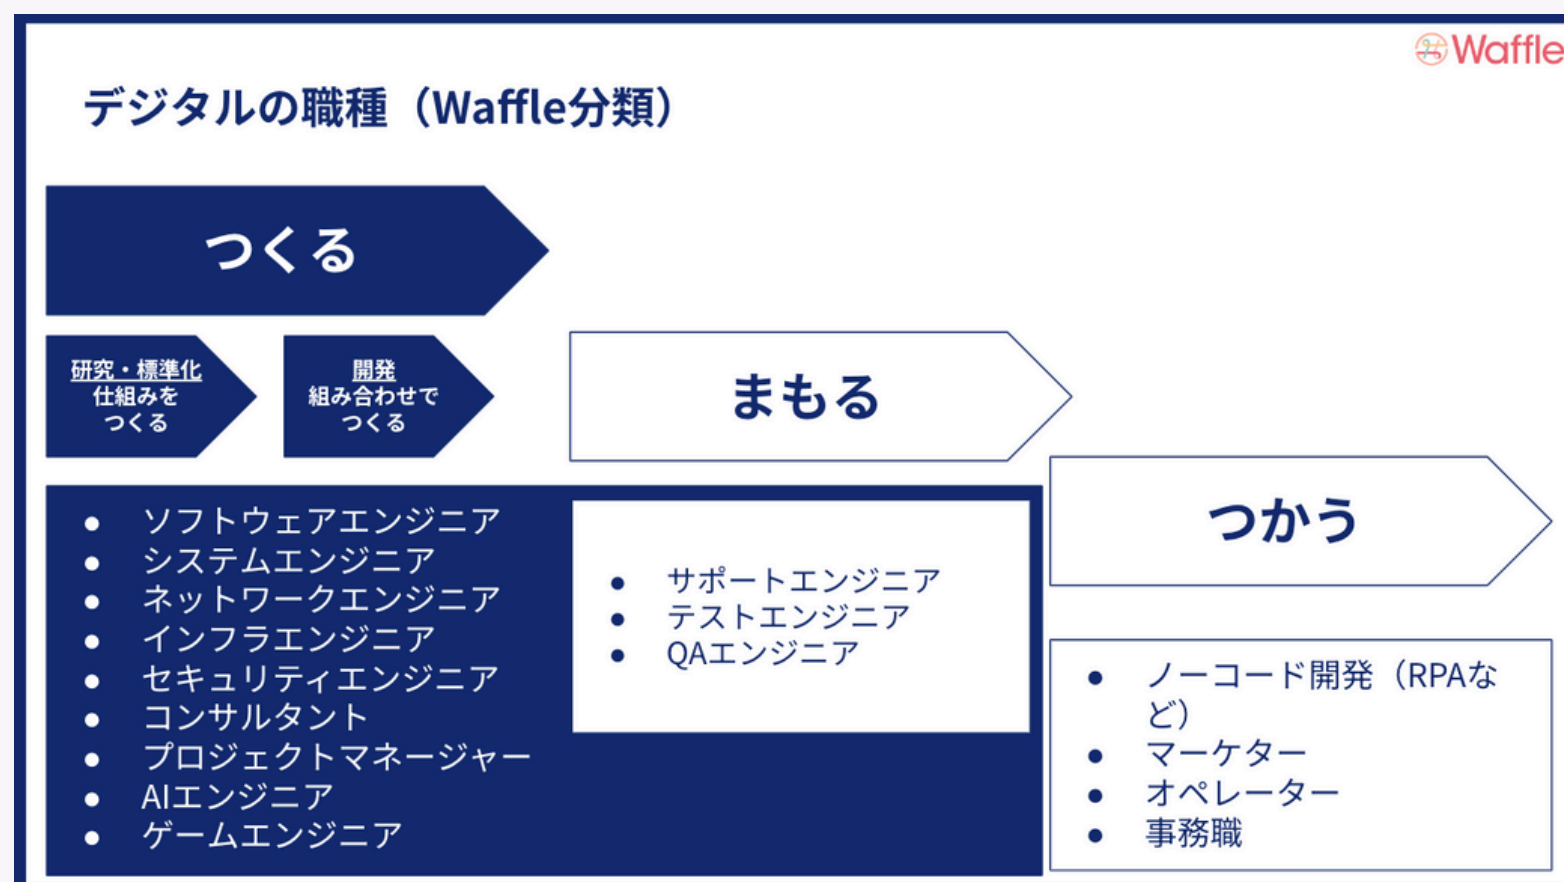 Waffle
デジタルの職種（Waffle分類）
つくる
研究・標準化
仕組みを
つくる
開発
組み合わせで
つくる
まもる
つかう
● ソフトウェアエンジニア
● システムエンジニア
● ネットワークエンジニア
● インフラエンジニア
● セキュリティエンジニア
● コンサルタント
● プロジェクトマネージャー
● AIエンジニア
● ゲームエンジニア
● サポートエンジニア
● テストエンジニア
● QAエンジニア
● ノーコード開発（RPAな
ど）
● マーケター
● オペレーター
● 事務職